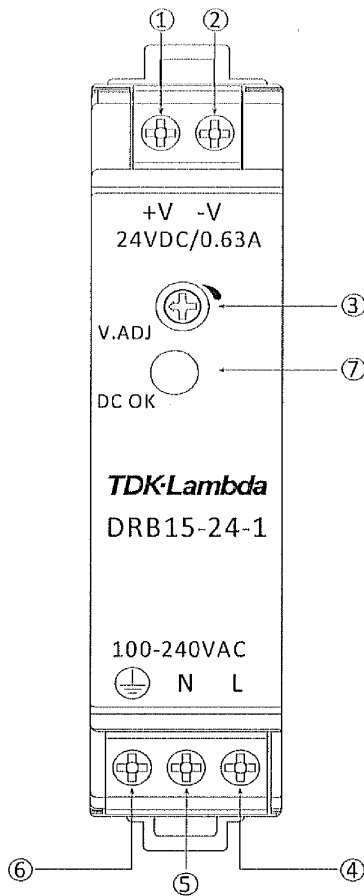 ① ②
+V -V
24VDC/0.63A
③
V.ADJ
⑦
DC OK
TDK·Lambda
DRB15-24-1
100-240VAC
N L
⑥ ⑤ ④